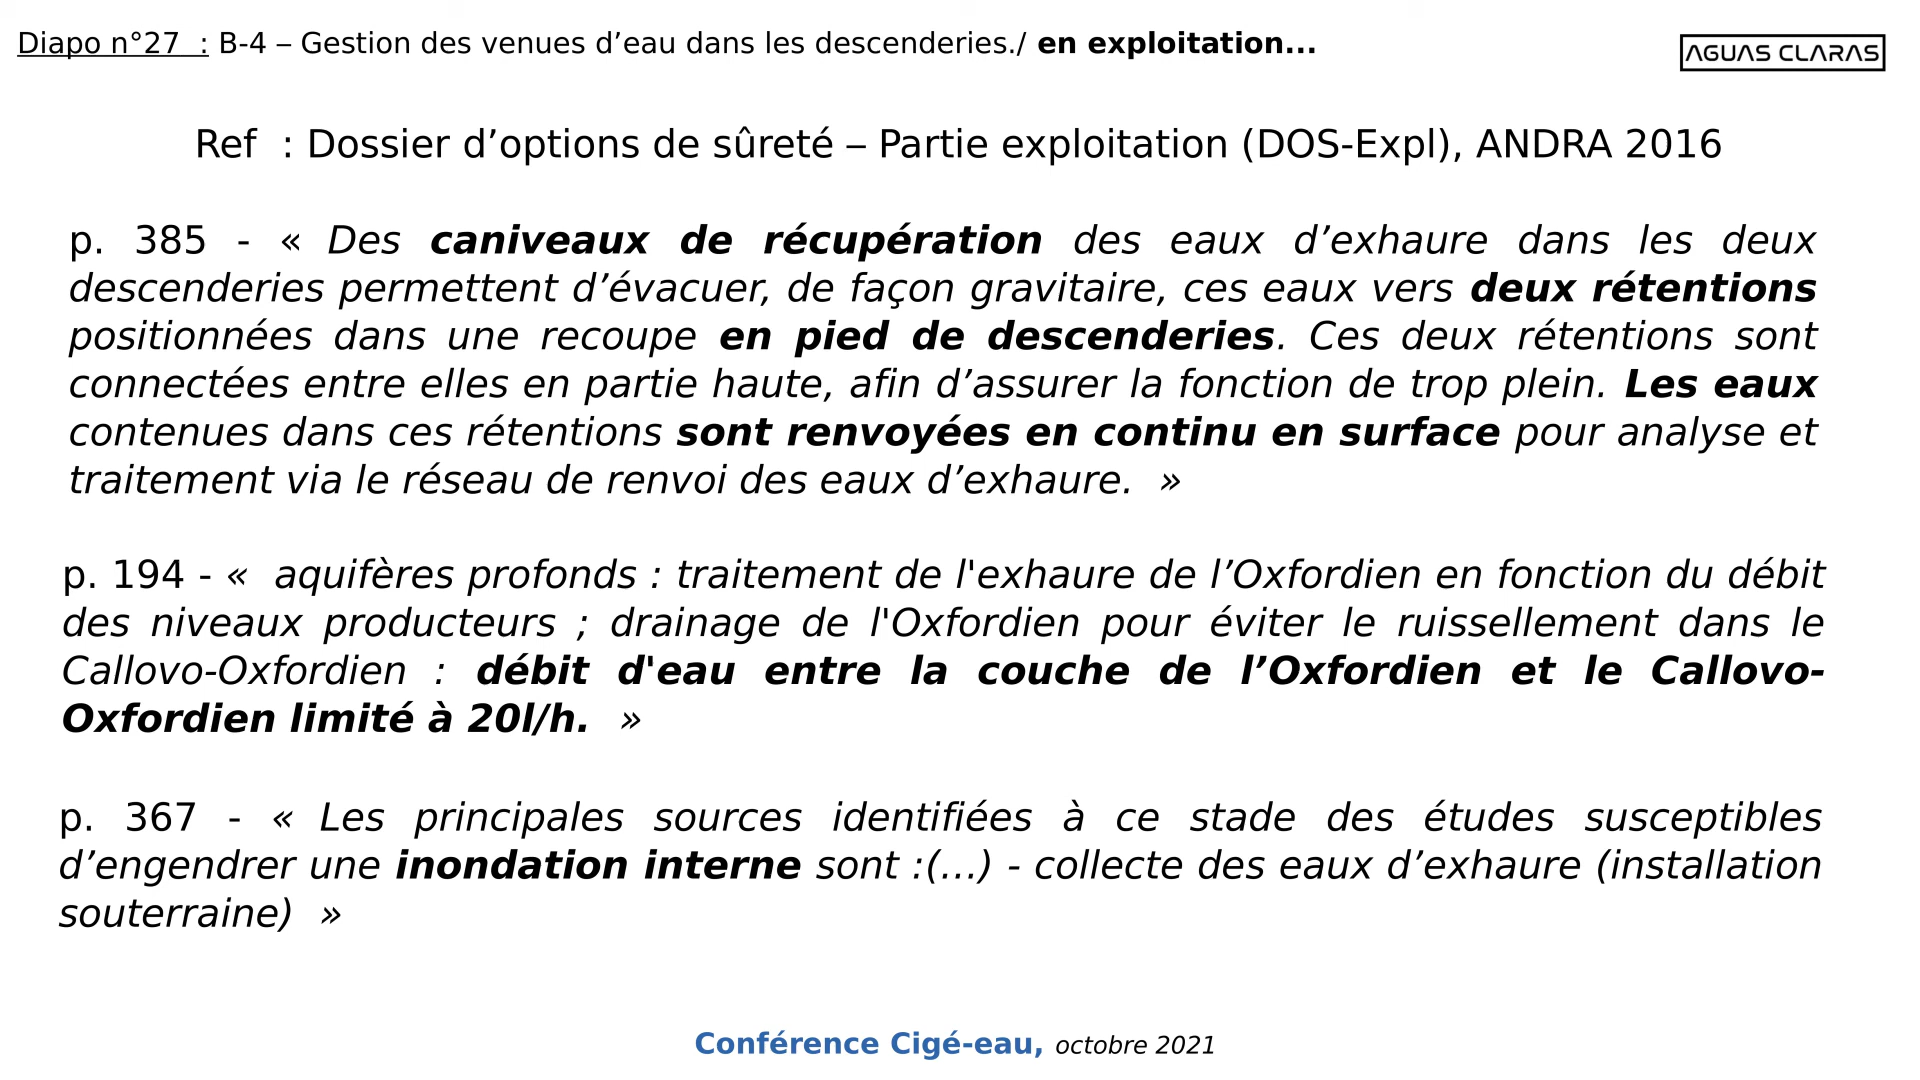 Diapo n°27  : B-4 – Gestion des venues d’eau dans les descenderies./ en exploitation...
AGUAS CLARAS
Ref  : Dossier d’options de sûreté – Partie exploitation (DOS-Expl), ANDRA 2016
p. 385 - « Des caniveaux de récupération des eaux d’exhaure dans les deux
descenderies permettent d’évacuer, de façon gravitaire, ces eaux vers deux rétentions
positionnées dans une recoupe en pied de descenderies. Ces deux rétentions sont
connectées entre elles en partie haute, afin d’assurer la fonction de trop plein. Les eaux
contenues dans ces rétentions sont renvoyées en continu en surface pour analyse et
traitement via le réseau de renvoi des eaux d’exhaure.  »
p. 194 - «  aquifères profonds : traitement de l'exhaure de l’Oxfordien en fonction du débit
des niveaux producteurs ; drainage de l'Oxfordien pour éviter le ruissellement dans le
Callovo-Oxfordien : débit d'eau entre la couche de l’Oxfordien et le Callovo-
Oxfordien limité à 20l/h.  »
p. 367 - « Les principales sources identifiées à ce stade des études susceptibles
d’engendrer une inondation interne sont :(...) - collecte des eaux d’exhaure (installation
souterraine)  »
Conférence Cigé-eau, octobre 2021